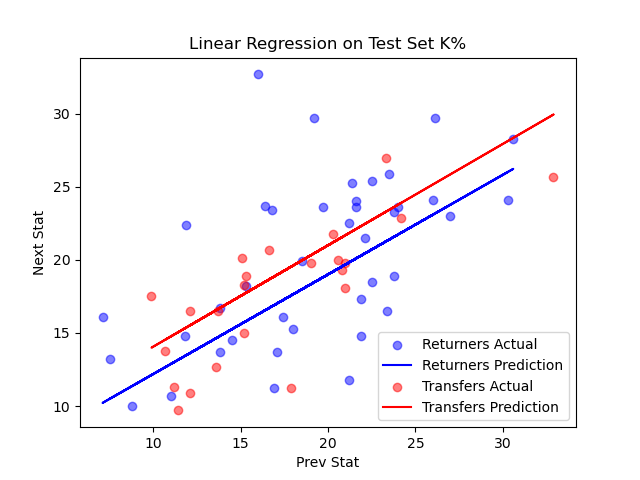 Linear Regression on Test Set K%
Next Stat
30
25
20
15
10
10
15
20
25
30
Prev Stat
Returners Actual
Returners Prediction
Transfers Actual
Transfers Prediction